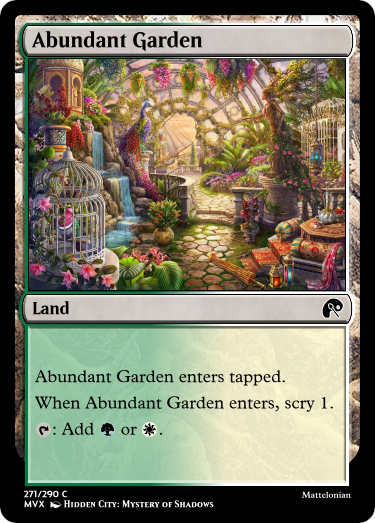 Abundant Garden
Land
Abundant Garden enters tapped.
When Abundant Garden enters, scry 1.
: Add or .
271/290 C
MVX Hidden City: Mystery of Shadows
Mattelonian